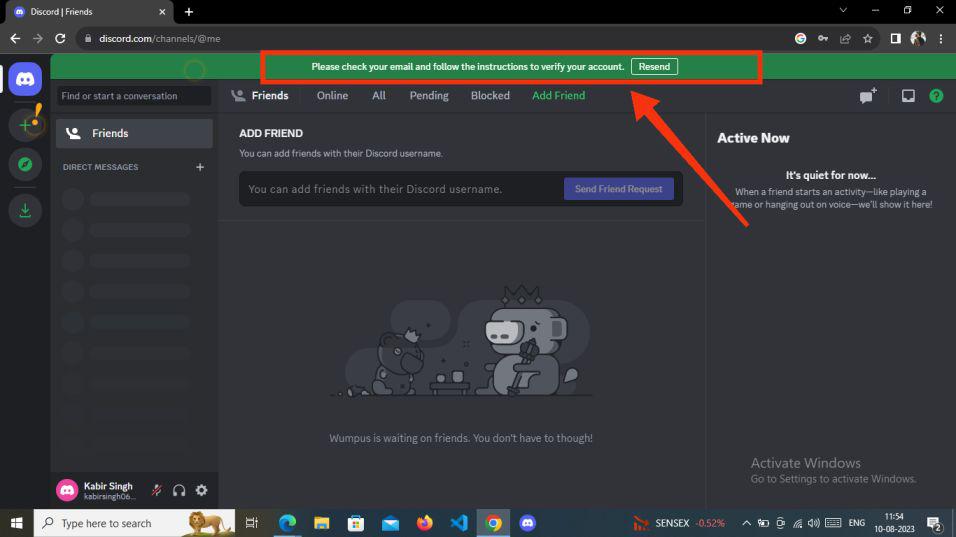 Discord | Friends
discord.com/channels/@me
Please check your email and follow the instructions to verify your account. Resend
Find or start a conversation
Friends Online All Pending Blocked Add Friend
Friends
DIRECT MESSAGES
ADD FRIEND
You can add friends with their Discord username.
You can add friends with their Discord username. Send Friend Request
Active Now
It's quiet for now...
When a friend starts an activity—like playing a
game or hanging out on voice—we'll show it here!
Wumpus is waiting on friends. You don't have to though!
Activate Windows
Go to Settings to activate Windows.
Kabir Singh
kabirsingh06...
Type here to search
SENSEX -0.52%
ENG
11:54
10-08-2023
2